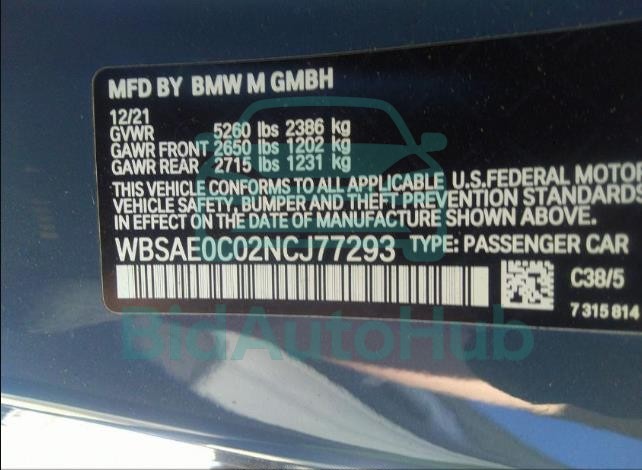 MFD BY BMW M GMBH
12/21
GVWR 5260 lbs 2386 kg
GAWR FRONT 2650 lbs 1202 kg
GAWR REAR 2715 lbs 1231 kg
THIS VEHICLE CONFORMS TO ALL APPLICABLE U.S.FEDERAL MOTOR
VEHICLE SAFETY, BUMPER AND THEFT PREVENTION STANDARDS
IN EFFECT ON THE DATE OF MANUFACTURE SHOWN ABOVE.
WBSAE0C02NCJ77293 TYPE: PASSENGER CAR
C38/5
7 315 814
BidAutoHub